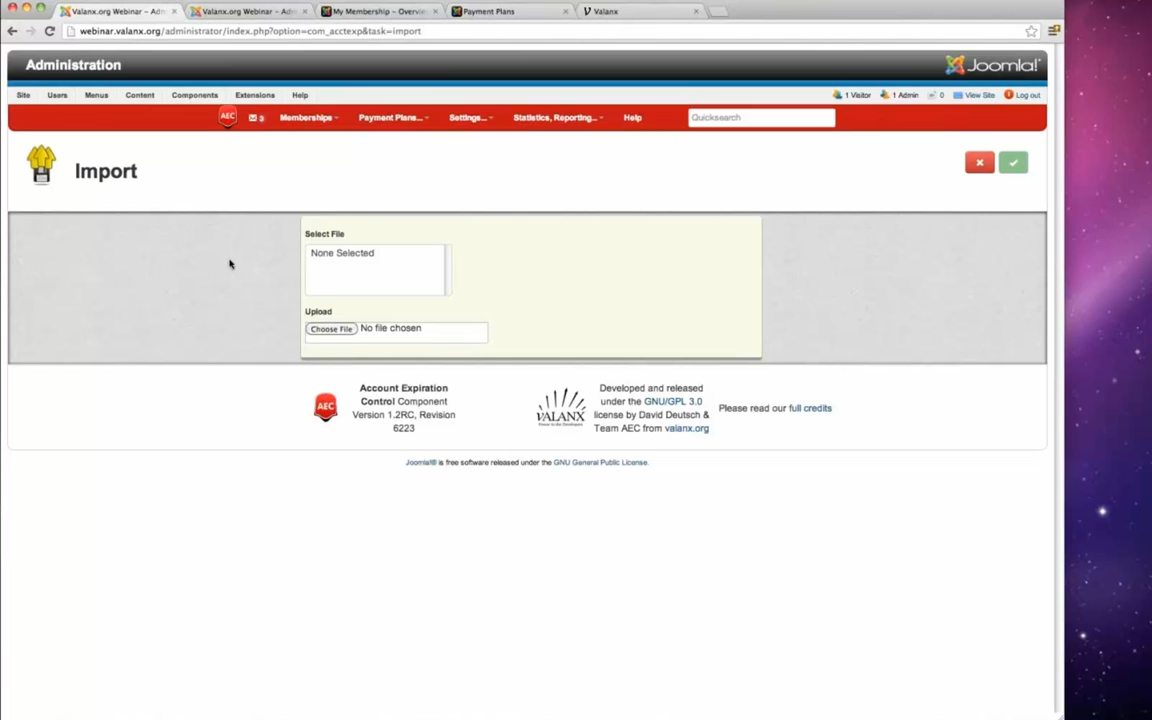 Valanx.org Webinar – Adm
Valanx.org Webinar – Adm
My Membership – Overview
Payment Plans
Valanx
webinar.valanx.org/administrator/index.php?option=com_acctexp&task=import
Administration
Joomla!
Site Users Menus Content Components Extensions Help
1 Visitor 1 Admin 0 View Site Log out
AEC 3 Memberships Payment Plans... Settings... Statistics, Reporting... Help Quicksearch
Import
Select File
None Selected
Upload
Choose File No file chosen
AEC
Account Expiration
Control Component
Version 1.2RC, Revision
6223
VALANX
Developed and released
under the GNU/GPL 3.0
license by David Deutsch &
Team AEC from valanx.org
Please read our full credits
Joomla!® is free software released under the GNU General Public License.